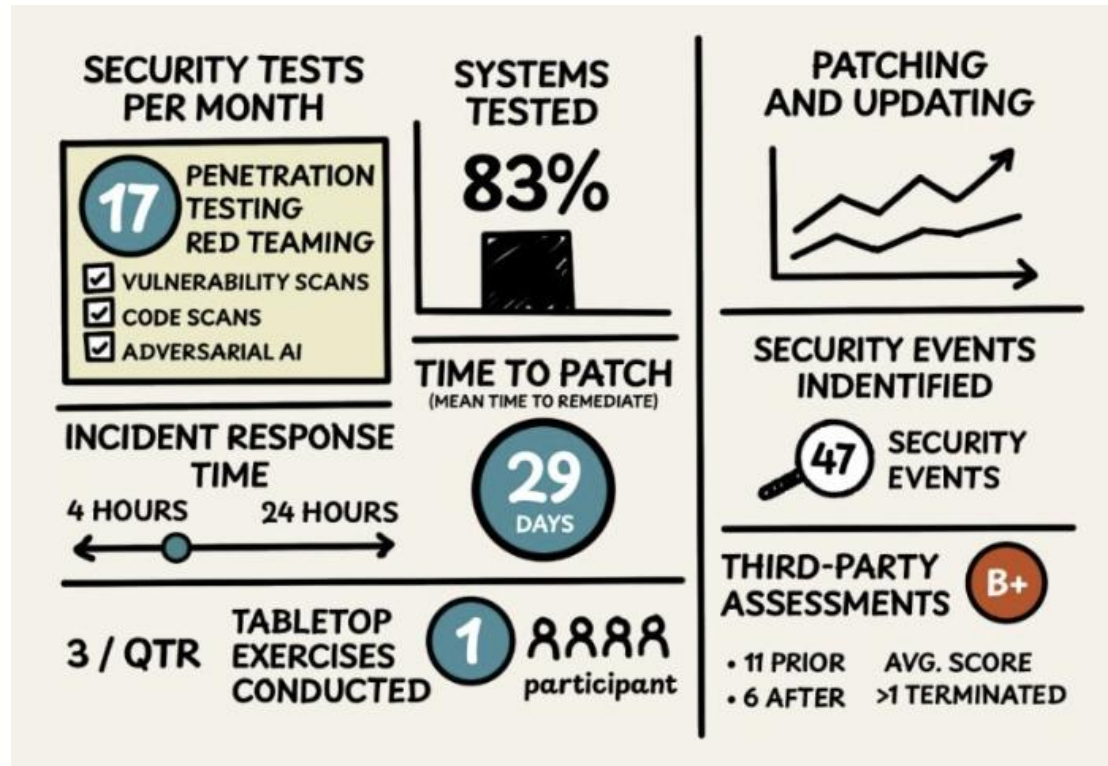 SECURITY TESTS
PER MONTH
17
PENETRATION
TESTING
RED TEAMING
VULNERABILITY SCANS
CODE SCANS
ADVERSARIAL AI
SYSTEMS
TESTED
83%
INCIDENT RESPONSE
TIME
4 HOURS 24 HOURS
TIME TO PATCH
(MEAN TIME TO REMEDIATE)
29
DAYS
3 / QTR
TABLETOP
EXERCISES
CONDUCTED
1
participant
PATCHING
AND UPDATING
SECURITY EVENTS
INDENTIFIED
47
SECURITY
EVENTS
THIRD-PARTY
ASSESSMENTS
B+
• 11 PRIOR AVG. SCORE
• 6 AFTER >1 TERMINATED